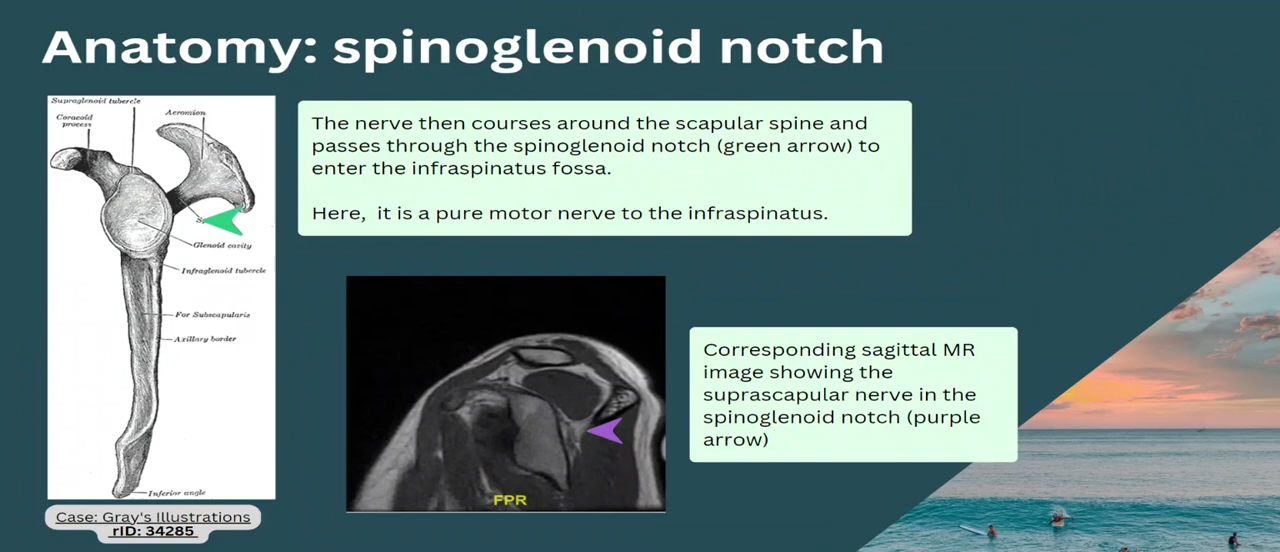 Anatomy: spinoglenoid notch
Supraglenoid tubercle
Coracoid
process
Acromion
Glenoid cavity
Infraglenoid tubercle
For Subscapularis
Axillary border
Inferior angle
Case: Gray's Illustrations
rID: 34285
The nerve then courses around the scapular spine and
passes through the spinoglenoid notch (green arrow) to
enter the infraspinatus fossa.
Here, it is a pure motor nerve to the infraspinatus.
FPR
Corresponding sagittal MR
image showing the
suprascapular nerve in the
spinoglenoid notch (purple
arrow)